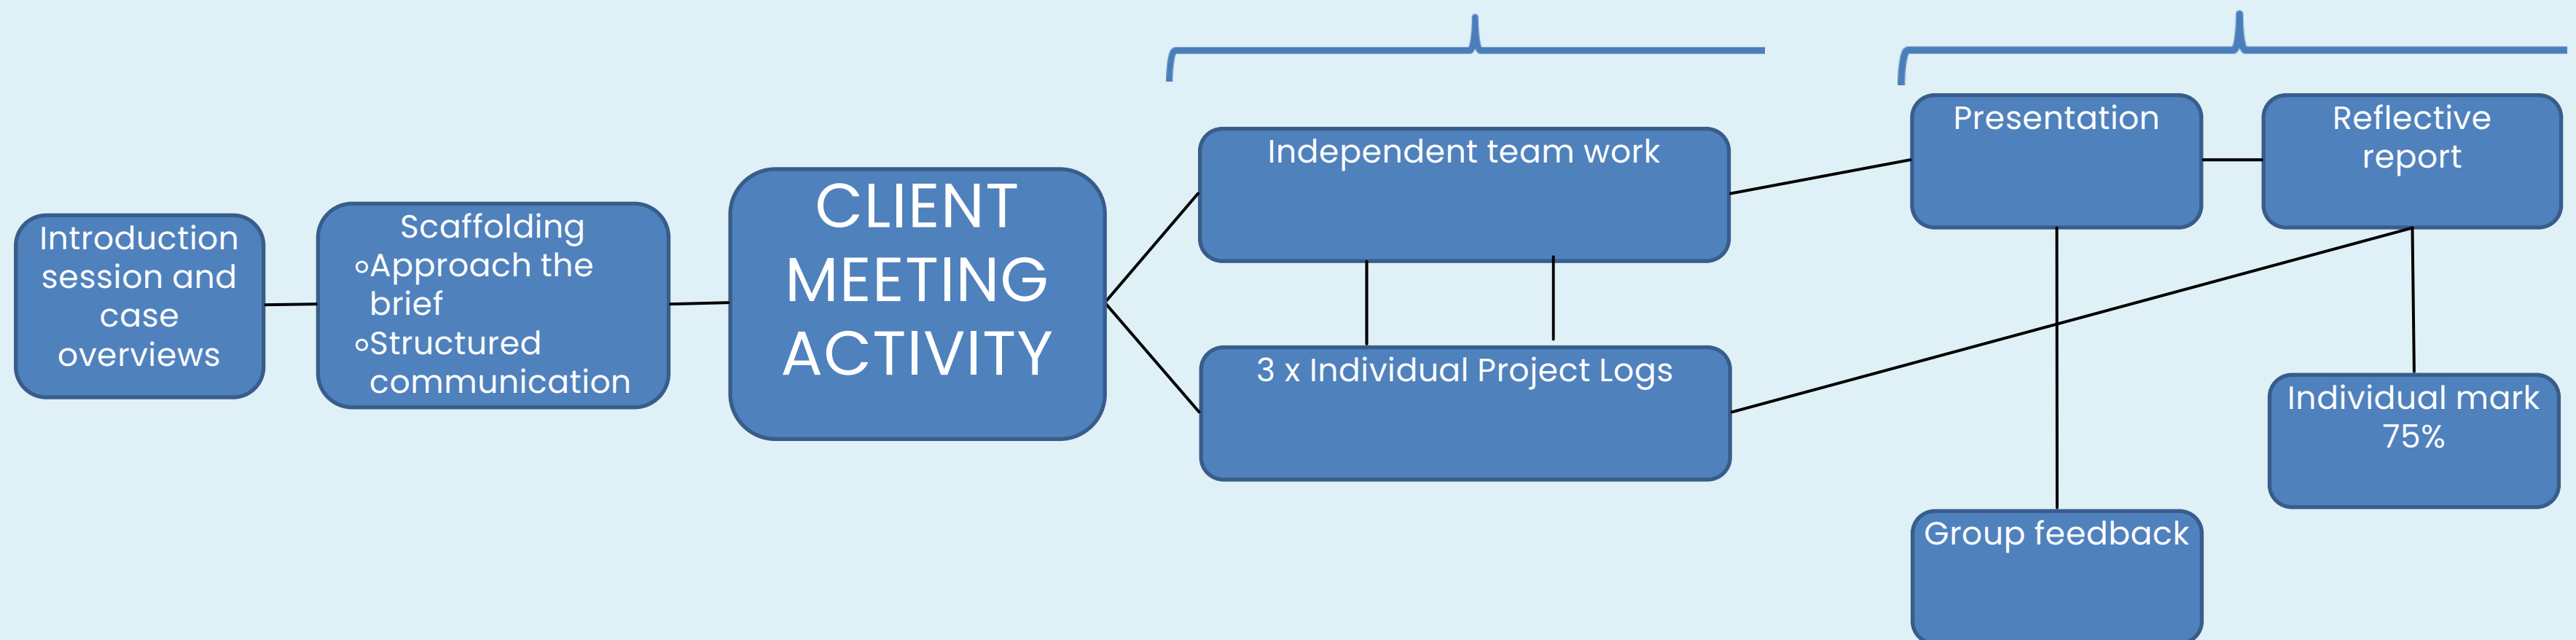 Introduction
session and
case
overviews
Scaffolding
∘Approach the
brief
∘Structured
communication
CLIENT
MEETING
ACTIVITY
Independent team work
3 x Individual Project Logs
Presentation
Reflective
report
Individual mark
75%
Group feedback